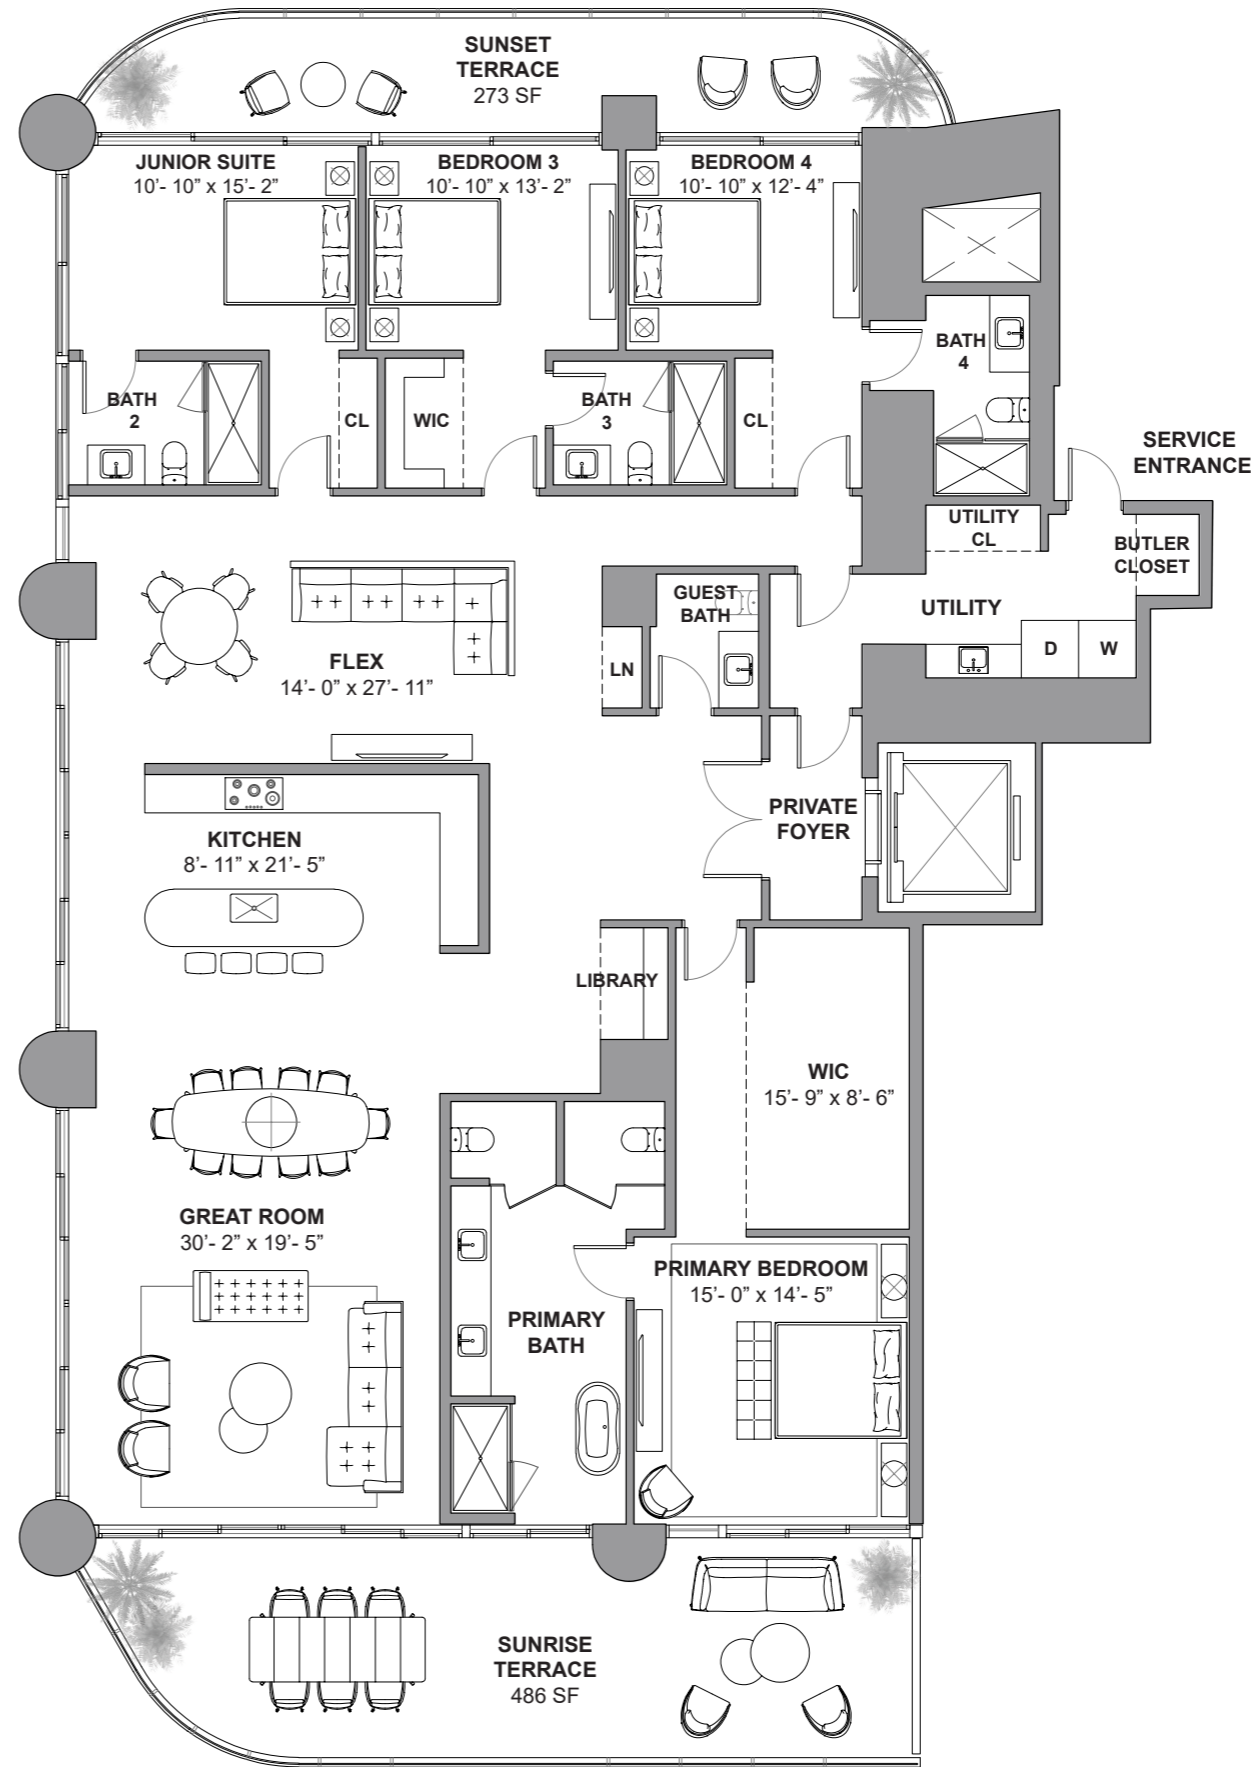 SUNSET
TERRACE
273 SF
JUNIOR SUITE
10’- 10” x 15’- 2”
BEDROOM 3
10’- 10” x 13’- 2”
BEDROOM 4
10’- 10” x 12’- 4”
BATH
4
BATH
2
CL
WIC
BATH
3
CL
SERVICE
ENTRANCE
UTILITY
CL
BUTLER
CLOSET
GUEST
BATH
UTILITY
FLEX
14’- 0” x 27’- 11”
LN
D
W
PRIVATE
FOYER
KITCHEN
8’- 11” x 21’- 5”
LIBRARY
WIC
15’- 9” x 8’- 6”
GREAT ROOM
30’- 2” x 19’- 5”
PRIMARY BEDROOM
15’- 0” x 14’- 5”
PRIMARY
BATH
SUNRISE
TERRACE
486 SF